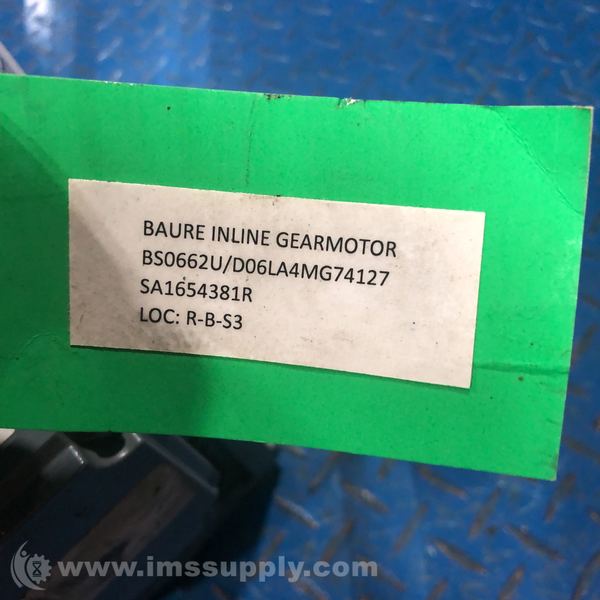 BAURE INLINE GEARMOTOR
BS0662U/D06LA4MG74127
SA1654381R
LOC: R-B-S3
www.imssupply.com